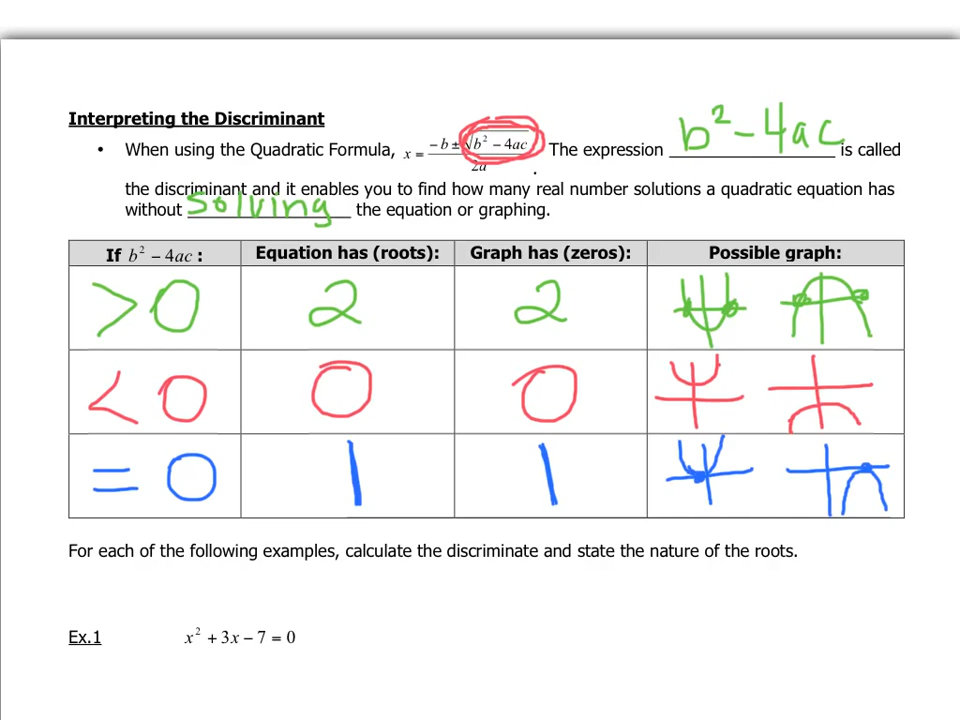 Interpreting the Discriminant
• When using the Quadratic Formula, x = (−b ± √(b² − 4ac)) / 2a . The expression b² − 4ac is called
the discriminant and it enables you to find how many real number solutions a quadratic equation has
without solving the equation or graphing.
If b² − 4ac : Equation has (roots): Graph has (zeros): Possible graph:
> 0 2 2
< 0 0 0
= 0 1 1
For each of the following examples, calculate the discriminate and state the nature of the roots.
Ex.1 x² + 3x − 7 = 0